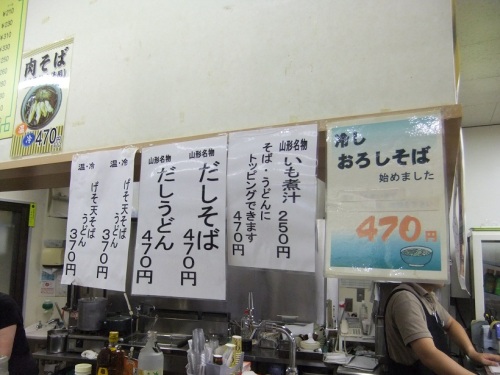 肉そば
470円
温・冷
げそ天そば
うどん
370円
温・冷
げそ天そば
うどん
370円
山形名物
だしそば
470円
山形名物
だしうどん
470円
山形名物
いも煮汁 250円
そば・うどんに
トッピングできます
470円
冷し
おろしそば
始めました
470円